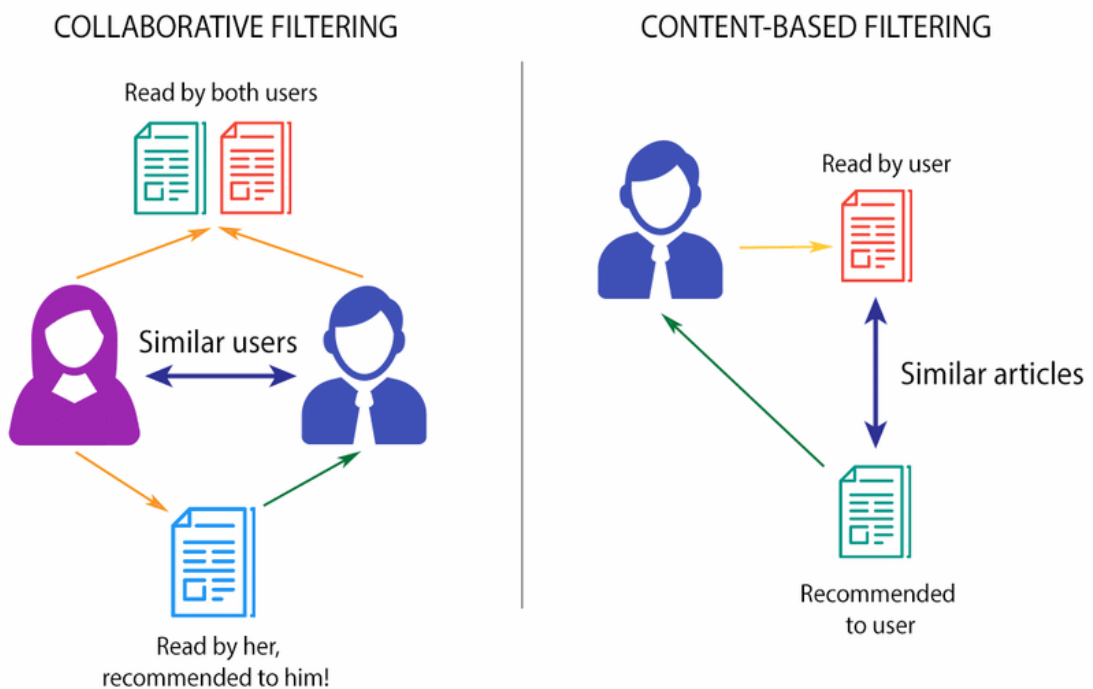 COLLABORATIVE FILTERING
Read by both users
Similar users
Read by her,
recommended to him!
CONTENT-BASED FILTERING
Read by user
Similar articles
Recommended
to user